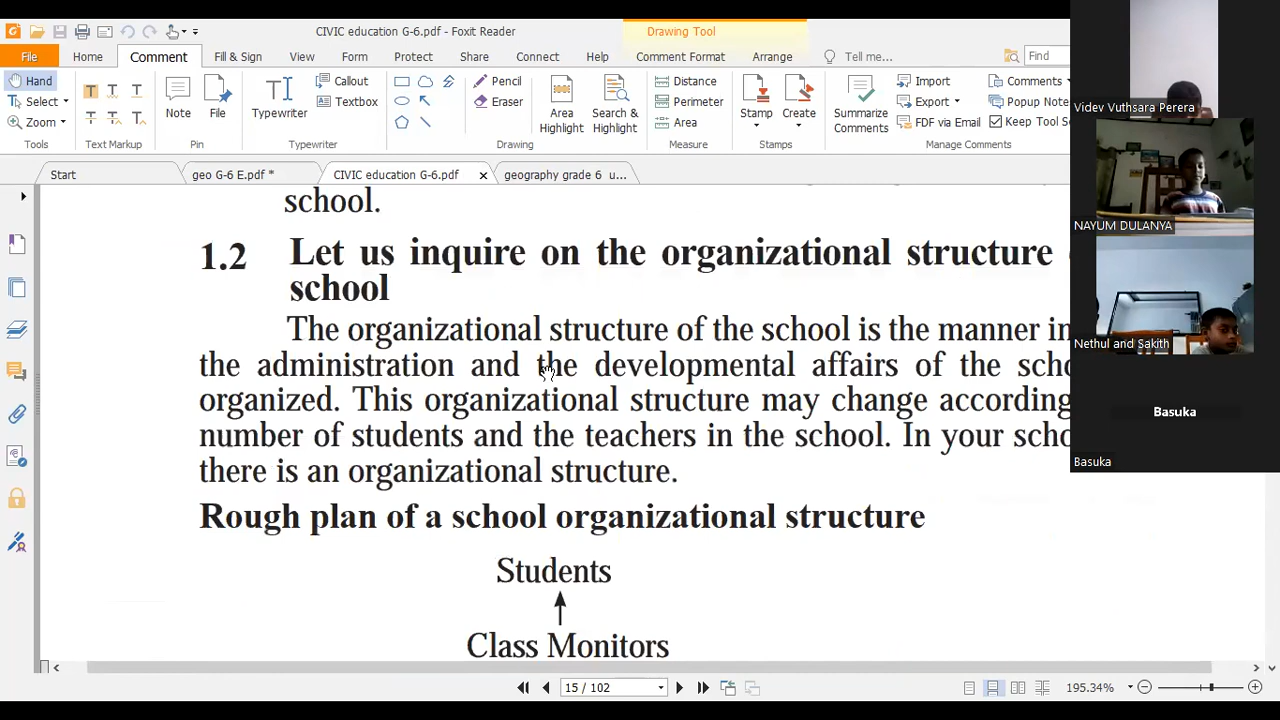 CIVIC education G-6.pdf - Foxit Reader
Drawing Tool
File Home Comment Fill & Sign View Form Protect Share Connect Help Comment Format Arrange Tell me... Find
Hand
Select
Zoom
Tools
Text Markup
Note
File
Pin
Typewriter
Callout
Textbox
Typewriter
Pencil
Eraser
Drawing
Area Highlight
Search & Highlight
Distance
Perimeter
Area
Measure
Stamp
Create
Stamps
Summarize Comments
Import
Export
FDF via Email
Comments
Popup Note
Keep Tool S
Manage Comments
Start geo G-6 E.pdf * CIVIC education G-6.pdf geography grade 6 u...
school.
1.2 Let us inquire on the organizational structure
school
The organizational structure of the school is the manner in
the administration and the developmental affairs of the scho
organized. This organizational structure may change according
number of students and the teachers in the school. In your scho
there is an organizational structure.
Rough plan of a school organizational structure
Students
Class Monitors
15 / 102
195.34%
Videv Vuthsara Perera
NAYUM DULANYA
Nethul and Sakith
Basuka
Basuka